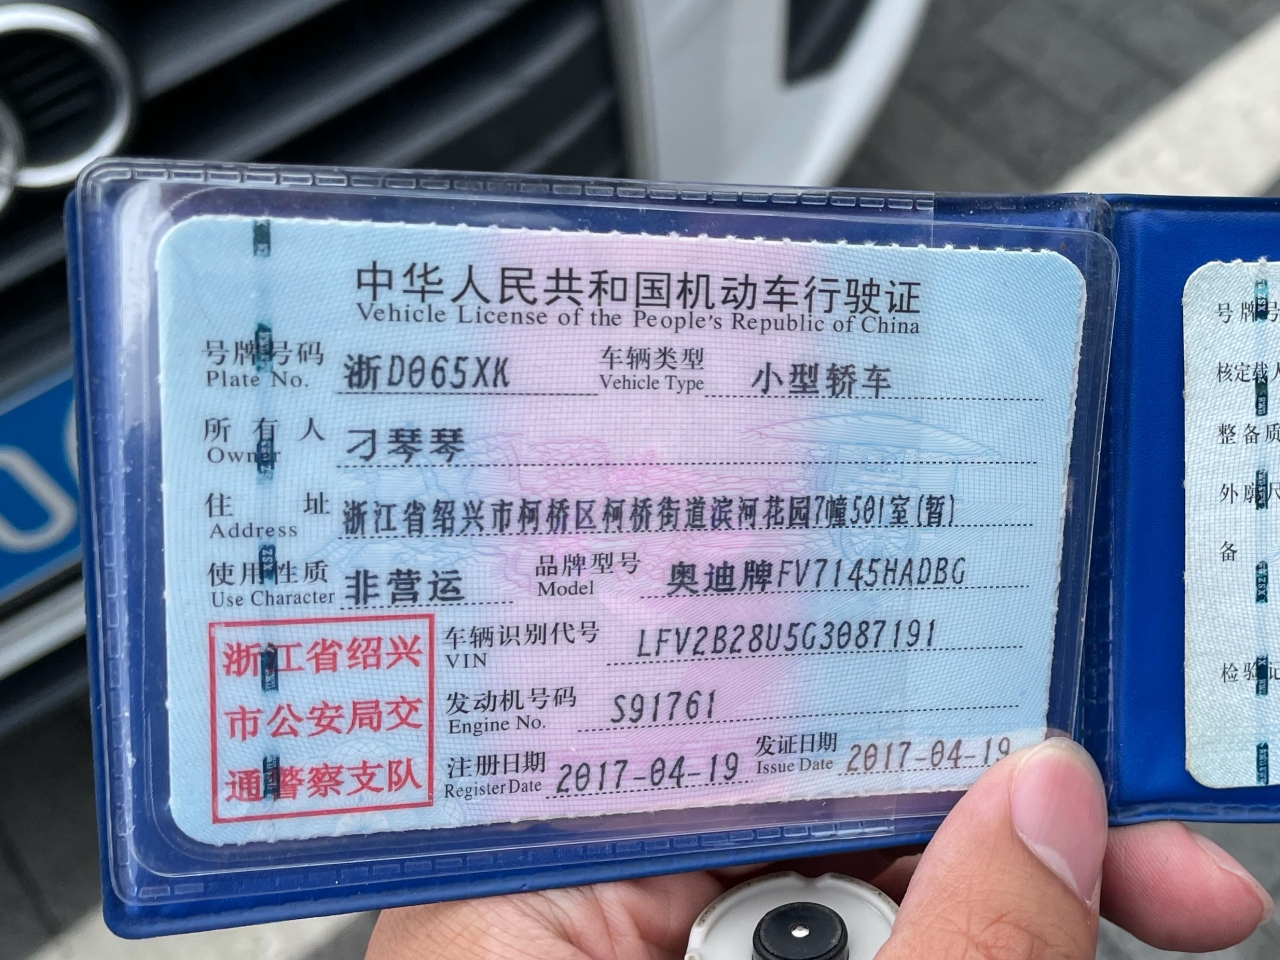 中华人民共和国机动车行驶证
Vehicle License of the People's Republic of China
号牌号码 浙D065XK 车辆类型 小型轿车
Plate No. Vehicle Type
所有人 刁琴琴
Owner
住址 浙江省绍兴市柯桥区柯桥街道滨河花园7幢501室(暂)
Address
使用性质 非营运 品牌型号 奥迪牌FV7145HADBG
Use Character Model
浙江省绍兴
市公安局交
通警察支队
车辆识别代号 LFV2B28U5G3087191
VIN
发动机号码 S91761
Engine No.
注册日期 2017-04-19 发证日期 2017-04-19
Register Date Issue Date
号牌号
核定载人
整备质
外廓尺
备
检验记